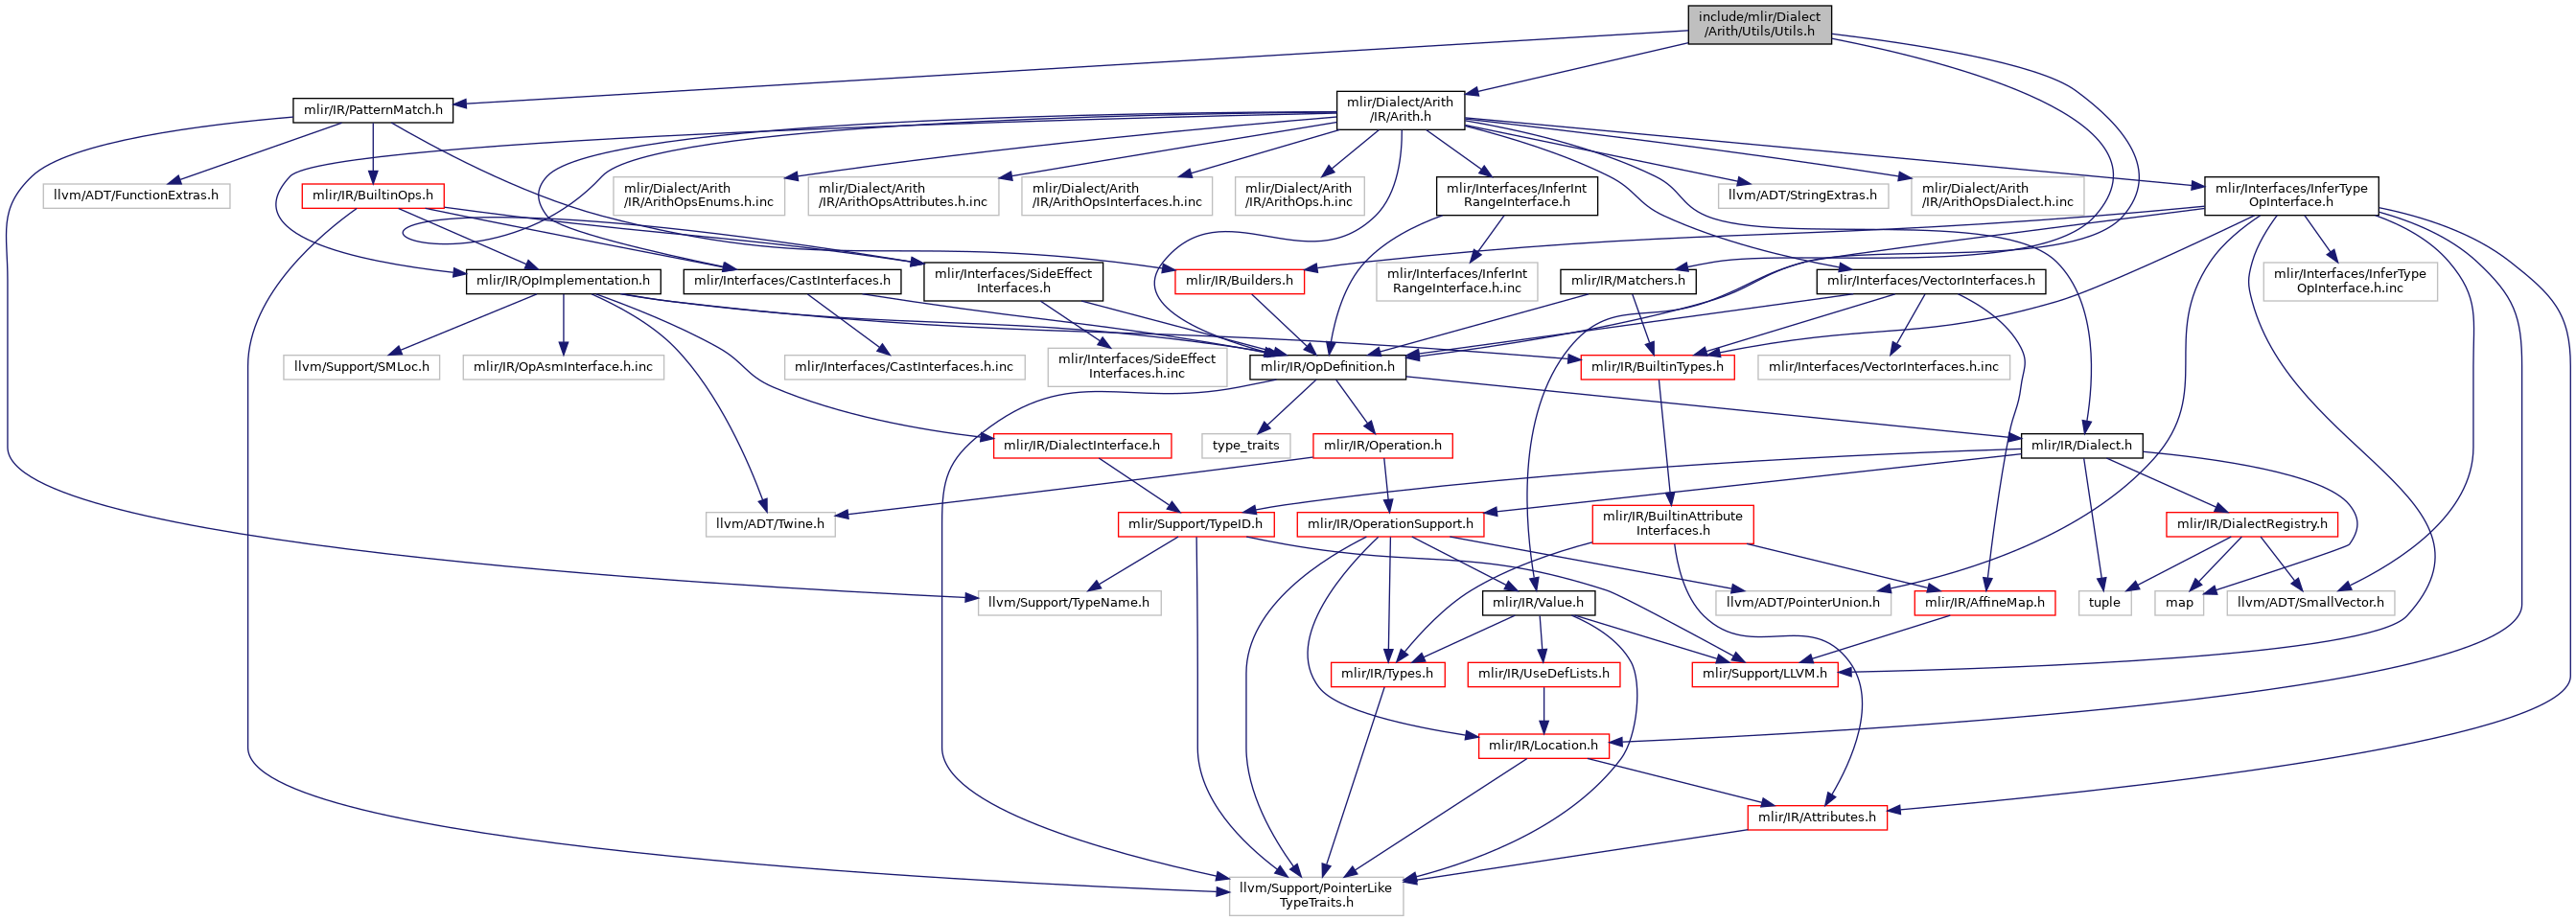 include/mlir/Dialect
/Arith/Utils/Utils.h
mlir/IR/PatternMatch.h
mlir/Dialect/Arith
/IR/Arith.h
llvm/ADT/FunctionExtras.h
mlir/IR/BuiltinOps.h
mlir/Dialect/Arith
/IR/ArithOpsEnums.h.inc
mlir/Dialect/Arith
/IR/ArithOpsAttributes.h.inc
mlir/Dialect/Arith
/IR/ArithOpsInterfaces.h.inc
mlir/Dialect/Arith
/IR/ArithOps.h.inc
mlir/Interfaces/InferInt
RangeInterface.h
llvm/ADT/StringExtras.h
mlir/Dialect/Arith
/IR/ArithOpsDialect.h.inc
mlir/Interfaces/InferType
OpInterface.h
mlir/IR/OpImplementation.h
mlir/Interfaces/CastInterfaces.h
mlir/Interfaces/SideEffect
Interfaces.h
mlir/IR/Builders.h
mlir/Interfaces/InferInt
RangeInterface.h.inc
mlir/IR/Matchers.h
mlir/Interfaces/VectorInterfaces.h
mlir/Interfaces/InferType
OpInterface.h.inc
llvm/Support/SMLoc.h
mlir/IR/OpAsmInterface.h.inc
mlir/Interfaces/CastInterfaces.h.inc
mlir/Interfaces/SideEffect
Interfaces.h.inc
mlir/IR/OpDefinition.h
mlir/IR/BuiltinTypes.h
mlir/Interfaces/VectorInterfaces.h.inc
mlir/IR/DialectInterface.h
type_traits
mlir/IR/Operation.h
mlir/IR/Dialect.h
llvm/ADT/Twine.h
mlir/Support/TypeID.h
mlir/IR/OperationSupport.h
mlir/IR/BuiltinAttribute
Interfaces.h
mlir/IR/DialectRegistry.h
llvm/Support/TypeName.h
mlir/IR/Value.h
llvm/ADT/PointerUnion.h
mlir/IR/AffineMap.h
tuple
map
llvm/ADT/SmallVector.h
mlir/IR/Types.h
mlir/IR/UseDefLists.h
mlir/Support/LLVM.h
mlir/IR/Location.h
mlir/IR/Attributes.h
llvm/Support/PointerLike
TypeTraits.h